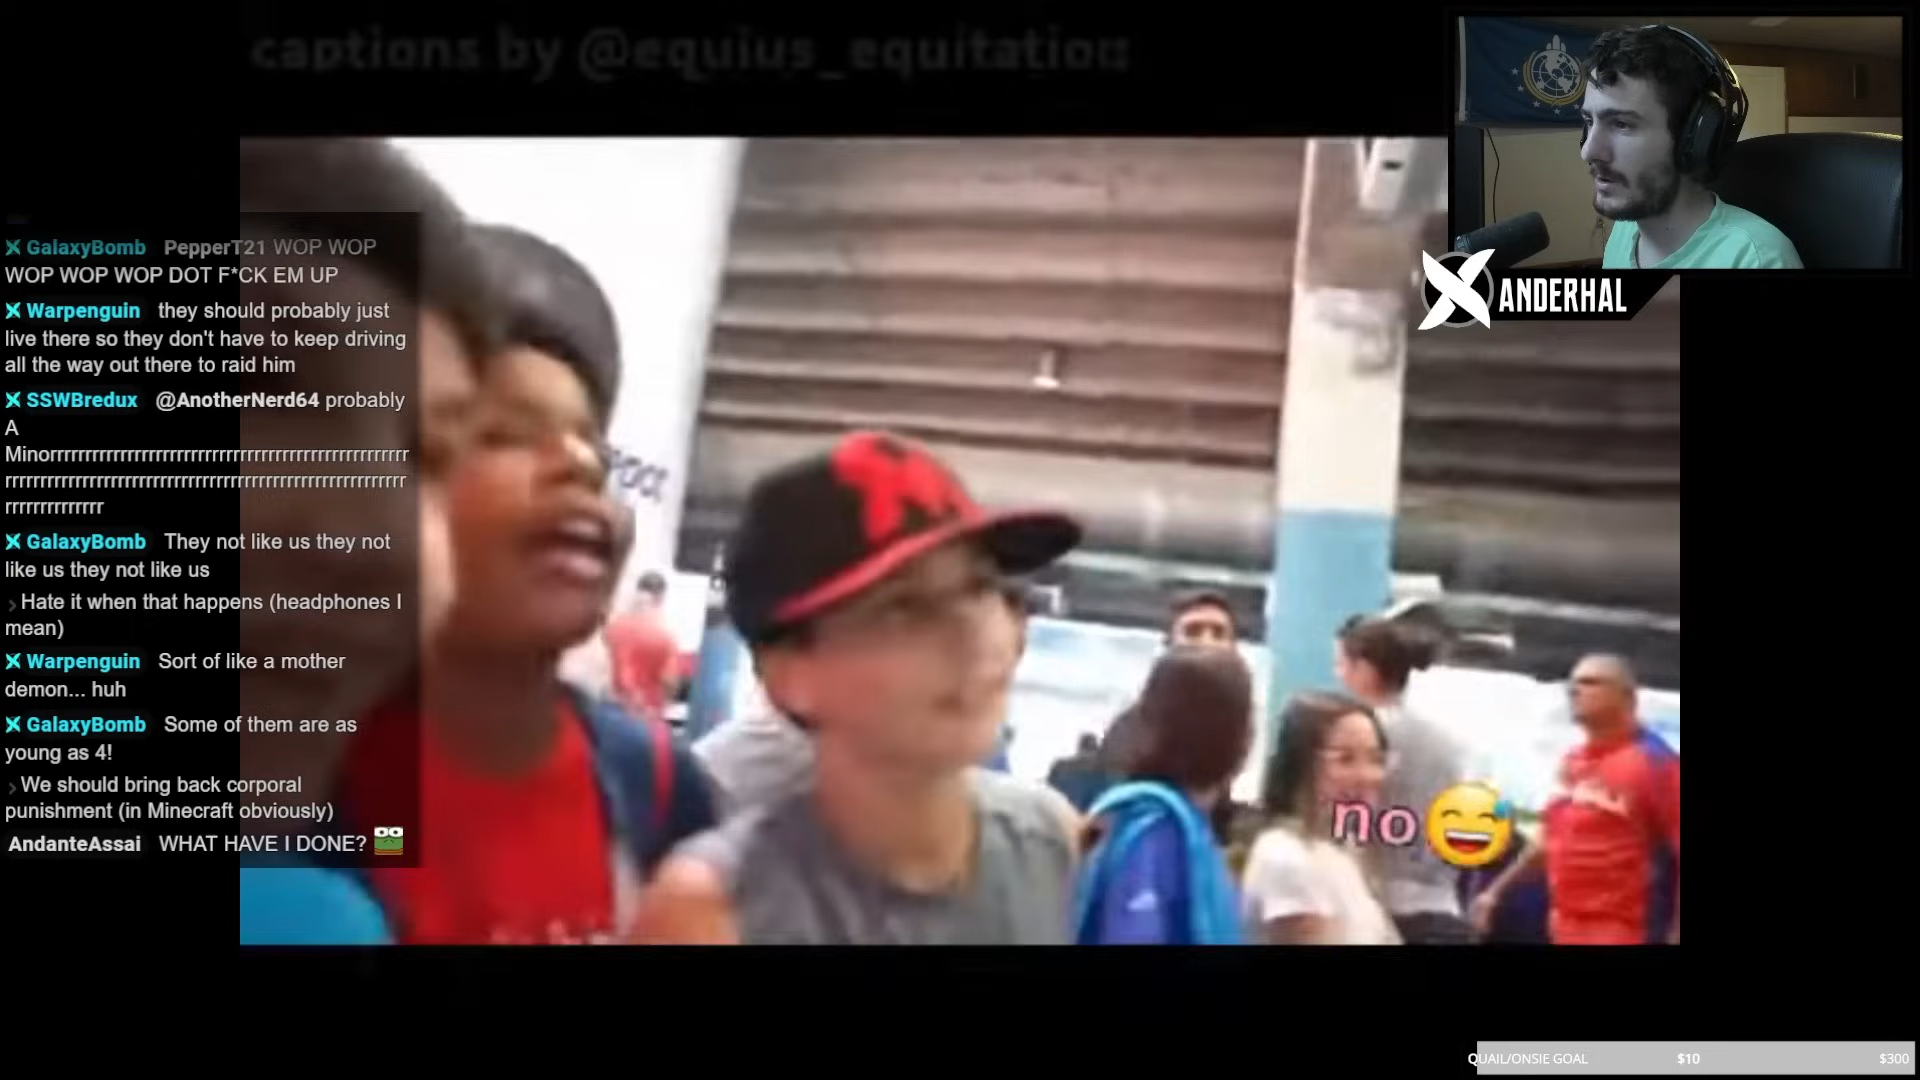 captions by @equius_equitation
GalaxyBomb PepperT21 WOP WOP
WOP WOP WOP DOT F*CK EM UP
Warpenguin they should probably just
live there so they don't have to keep driving
all the way out there to raid him
SSWBredux @AnotherNerd64 probably
A
Minorrrrrrrrrrrrrrrrrrrrrrrrrrrrrrrrrrrrrrrrrrrrrrrrrrrr
rrrrrrrrrrrrrrrrrrrrrrrrrrrrrrrrrrrrrrrrrrrrrrrrrrrrrrrrr
rrrrrrrrrrrrrr
GalaxyBomb They not like us they not
like us they not like us
Hate it when that happens (headphones I
mean)
Warpenguin Sort of like a mother
demon... huh
GalaxyBomb Some of them are as
young as 4!
We should bring back corporal
punishment (in Minecraft obviously)
AndanteAssai WHAT HAVE I DONE?
XANDERHAL
no
QUAIL/ONSIE GOAL $10 $300